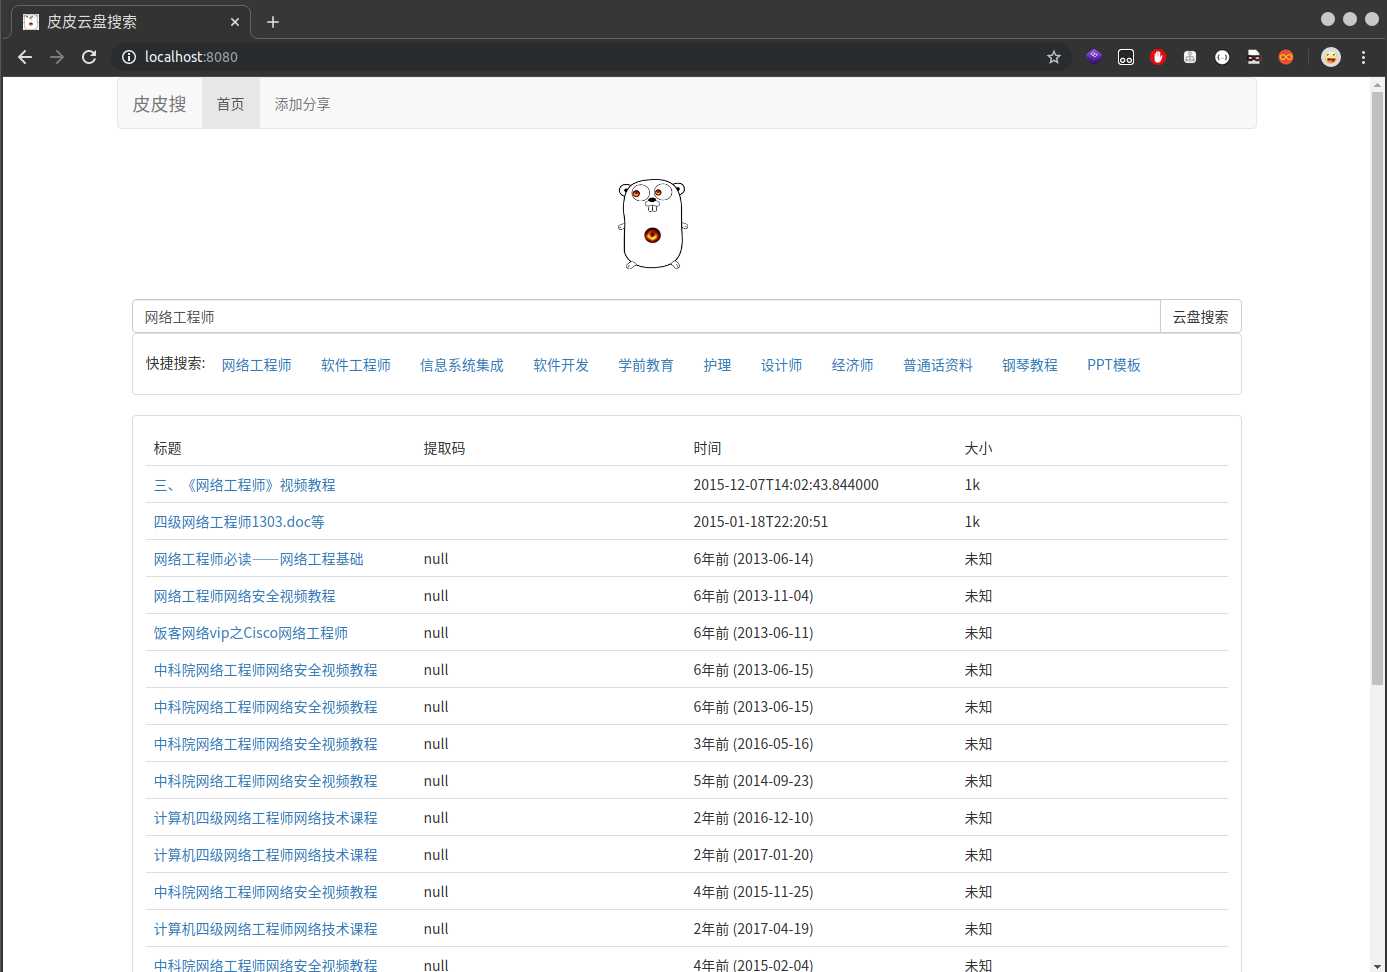 皮皮云盘搜索
localhost:8080
皮皮搜 首页 添加分享
网络工程师 云盘搜索
快捷搜索: 网络工程师 软件工程师 信息系统集成 软件开发 学前教育 护理 设计师 经济师 普通话资料 钢琴教程 PPT模板
标题 提取码 时间 大小
三、《网络工程师》视频教程 2015-12-07T14:02:43.844000 1k
四级网络工程师1303.doc等 2015-01-18T22:20:51 1k
网络工程师必读——网络工程基础 null 6年前 (2013-06-14) 未知
网络工程师网络安全视频教程 null 6年前 (2013-11-04) 未知
饭客网络vip之Cisco网络工程师 null 6年前 (2013-06-11) 未知
中科院网络工程师网络安全视频教程 null 6年前 (2013-06-15) 未知
中科院网络工程师网络安全视频教程 null 6年前 (2013-06-15) 未知
中科院网络工程师网络安全视频教程 null 3年前 (2016-05-16) 未知
中科院网络工程师网络安全视频教程 null 5年前 (2014-09-23) 未知
计算机四级网络工程师网络技术课程 null 2年前 (2016-12-10) 未知
计算机四级网络工程师网络技术课程 null 2年前 (2017-01-20) 未知
中科院网络工程师网络安全视频教程 null 4年前 (2015-11-25) 未知
计算机四级网络工程师网络技术课程 null 2年前 (2017-04-19) 未知
中科院网络工程师网络安全视频教程 null 4年前 (2015-02-04) 未知